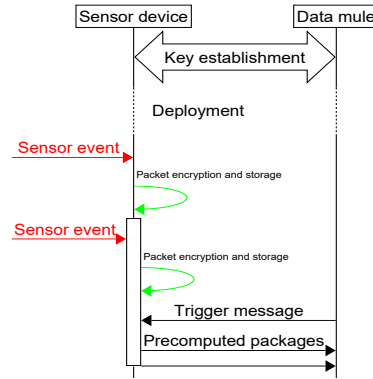 Sensor device
Data mule
Key establishment
Deployment
Sensor event
Packet encryption and storage
Sensor event
Packet encryption and storage
Trigger message
Precomputed packages